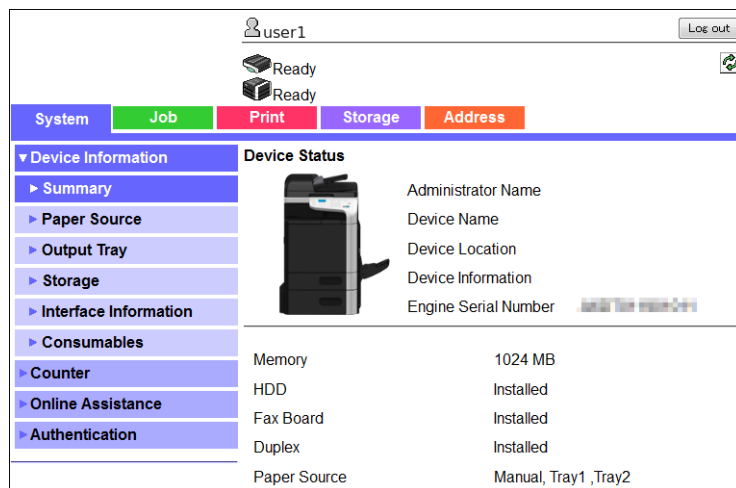 user1 Log out
Ready
Ready
System Job Print Storage Address
▼Device Information
Device Status
▶ Summary
▶ Paper Source
▶ Output Tray
▶ Storage
▶ Interface Information
▶ Consumables
▶ Counter
▶ Online Assistance
▶ Authentication
Administrator Name
Device Name
Device Location
Device Information
Engine Serial Number
Memory 1024 MB
HDD Installed
Fax Board Installed
Duplex Installed
Paper Source Manual, Tray1 ,Tray2